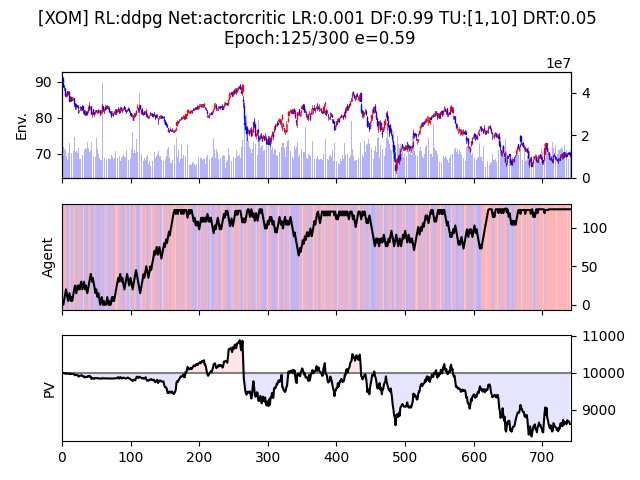 [XOM] RL:ddpg Net:actorcritic LR:0.001 DF:0.99 TU:[1,10] DRT:0.05
Epoch:125/300 e=0.59
1e7
90
80
70
Env.
4
2
0
Agent
100
50
0
PV
11000
10000
9000
0 100 200 300 400 500 600 700